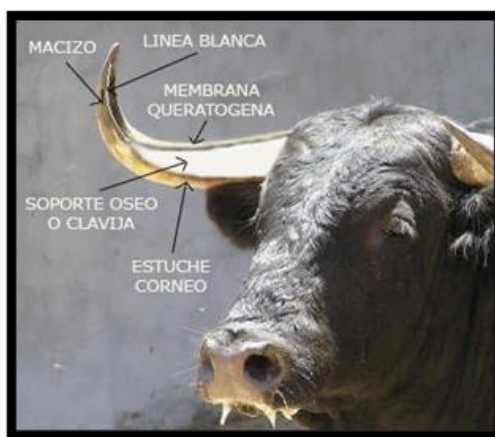 MACIZO
LINEA BLANCA
MEMBRANA
QUERATOGENA
SOPORTE OSEO
O CLAVIJA
ESTUCHE
CORNEO